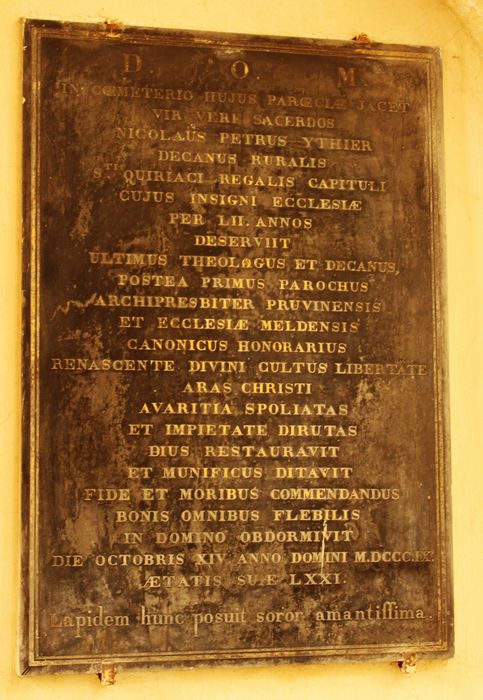 D. O. M.
IN CŒMETERIO HUJUS PARŒCIÆ JACET
VIR VERE SACERDOS
NICOLAÜS PETRUS YTHIER
DECANUS RURALIS
S.TI QUIRIACI REGALIS CAPITULI
CUJUS INSIGNI ECCLESIÆ
PER LII. ANNOS
DESERVIIT
ULTIMUS THEOLOGUS ET DECANUS,
POSTEA PRIMUS PAROCHUS
ARCHIPRESBITER PRUVINENSIS
ET ECCLESIÆ MELDENSIS
CANONICUS HONORARIUS
RENASCENTE DIVINI CULTUS LIBERTATE
ARAS CHRISTI
AVARITIA SPOLIATAS
ET IMPIETATE DIRUTAS
DIUS RESTAURAVIT
ET MUNIFICUS DITAVIT
FIDE ET MORIBUS COMMENDANDUS
BONIS OMNIBUS FLEBILIS
IN DOMINO OBDORMIVIT
DIE OCTOBRIS XIV ANNO DOMINI M.DCCC.IX.
ÆTATIS SUÆ LXXI.
Lapidem hunc posuit soror amantiſſima.